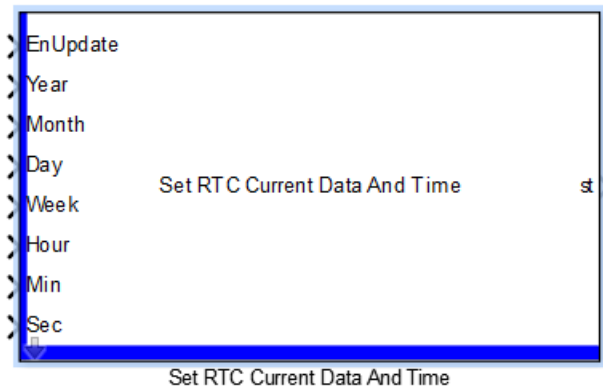 EnUpdate
Year
Month
Day
Week
Hour
Min
Sec
Set RTC Current Data And Time
st
Set RTC Current Data And Time